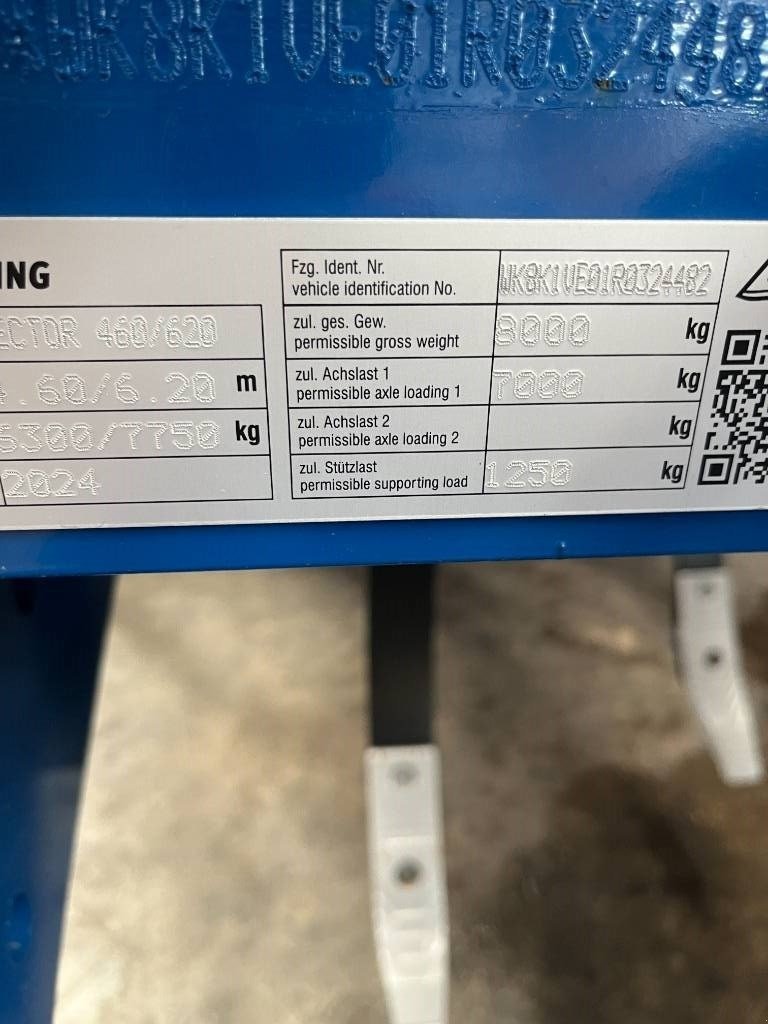 WK8K1VE01R0324482
ING
ECTOR 460/620
.60/6.20 m
6300/7750 kg
2024
Fzg. Ident. Nr.
vehicle identification No.
WK8K1VE01R0324482
zul. ges. Gew.
permissible gross weight
8000 kg
zul. Achslast 1
permissible axle loading 1
7000 kg
zul. Achslast 2
permissible axle loading 2
kg
zul. Stützlast
permissible supporting load
1250 kg